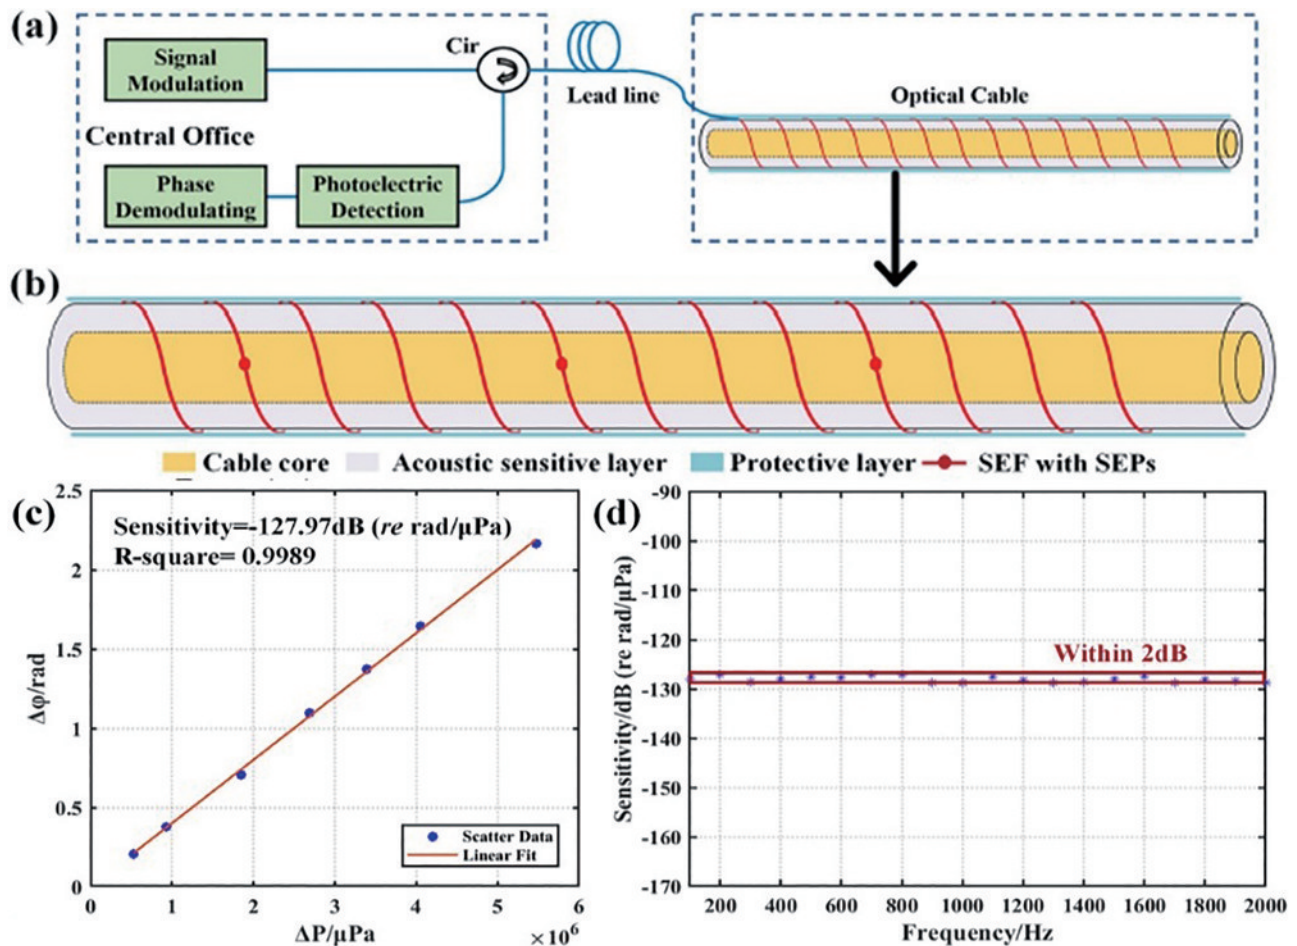 (a)
Signal
Modulation
Cir
Lead line
Optical Cable
Central Office
Phase
Demodulating
Photoelectric
Detection
(b)
Cable core
Acoustic sensitive layer
Protective layer
SEF with SEPs
(c)
Sensitivity=-127.97dB (re rad/μPa)
R-square= 0.9989
Δφ/rad
2.5
2
1.5
1
0.5
0
Scatter Data
Linear Fit
0 1 2 3 4 5 6
ΔP/μPa
×10⁶
(d)
Sensitivity/dB (re rad/μPa)
-90
-100
-110
-120
-130
-140
-150
-160
-170
Within 2dB
200 400 600 800 1000 1200 1400 1600 1800 2000
Frequency/Hz